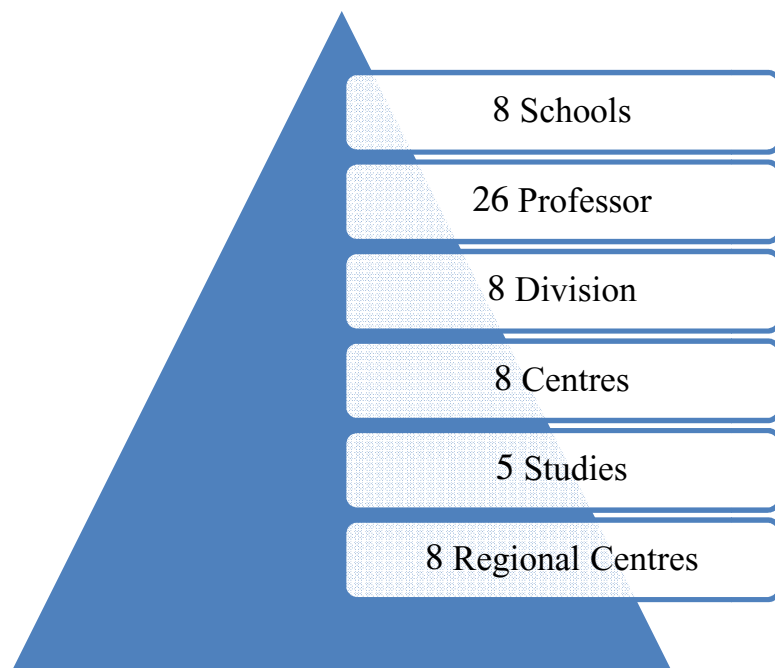 8 Schools
26 Professor
8 Division
8 Centres
5 Studies
8 Regional Centres